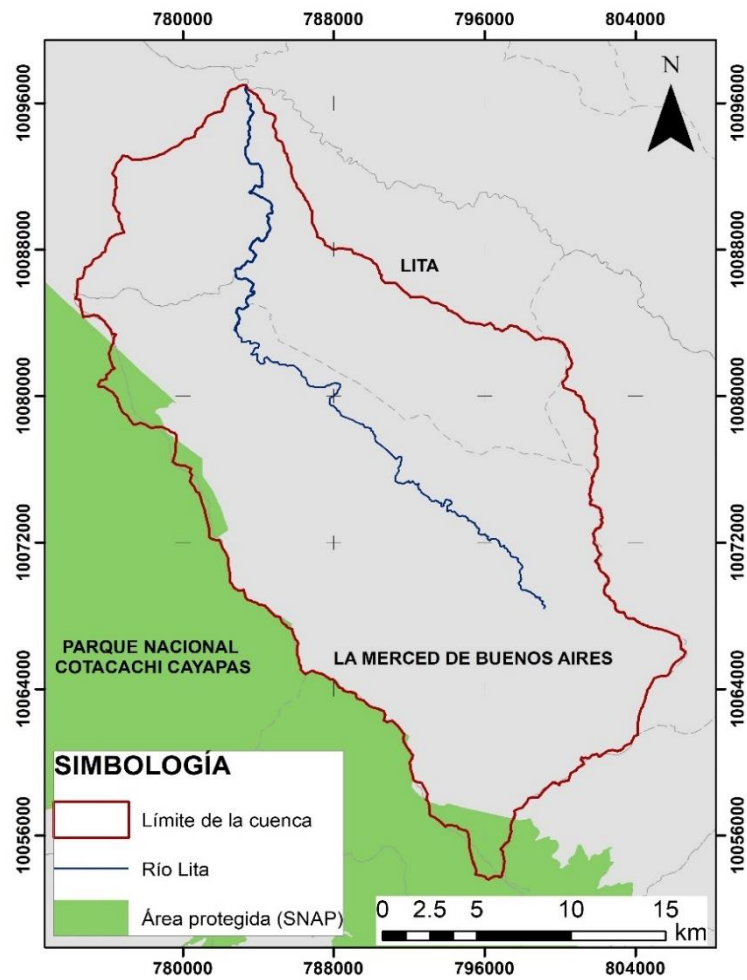 780000 788000 796000 804000
N
10096000 10096000
10088000 10088000
LITA
10080000 10080000
10072000 10072000
PARQUE NACIONAL
COTACACHI CAYAPAS
LA MERCED DE BUENOS AIRES
10064000 10064000
SIMBOLOGÍA
Límite de la cuenca
10056000 10056000
Río Lita
Área protegida (SNAP)
0 2.5 5 10 15
km
780000 788000 796000 804000